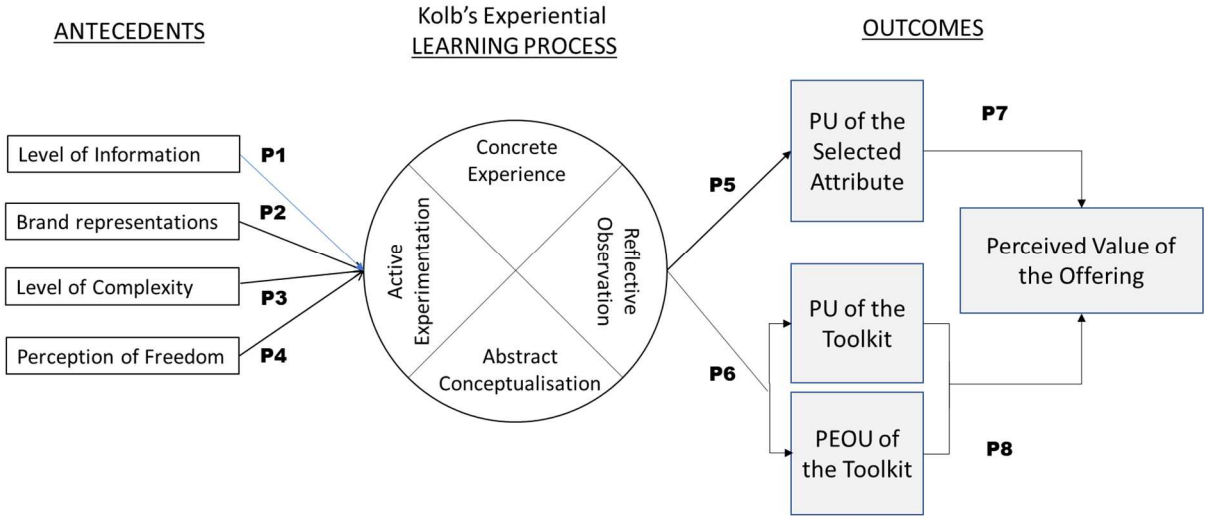 ANTECEDENTS
Kolb's Experiential
LEARNING PROCESS
OUTCOMES
Level of Information
P1
Brand representations
P2
Level of Complexity
P3
Perception of Freedom
P4
Concrete
Experience
Active
Experimentation
Reflective
Observation
Abstract
Conceptualisation
P5
P6
PU of the
Selected
Attribute
P7
PU of the
Toolkit
PEOU of
the Toolkit
P8
Perceived Value of
the Offering